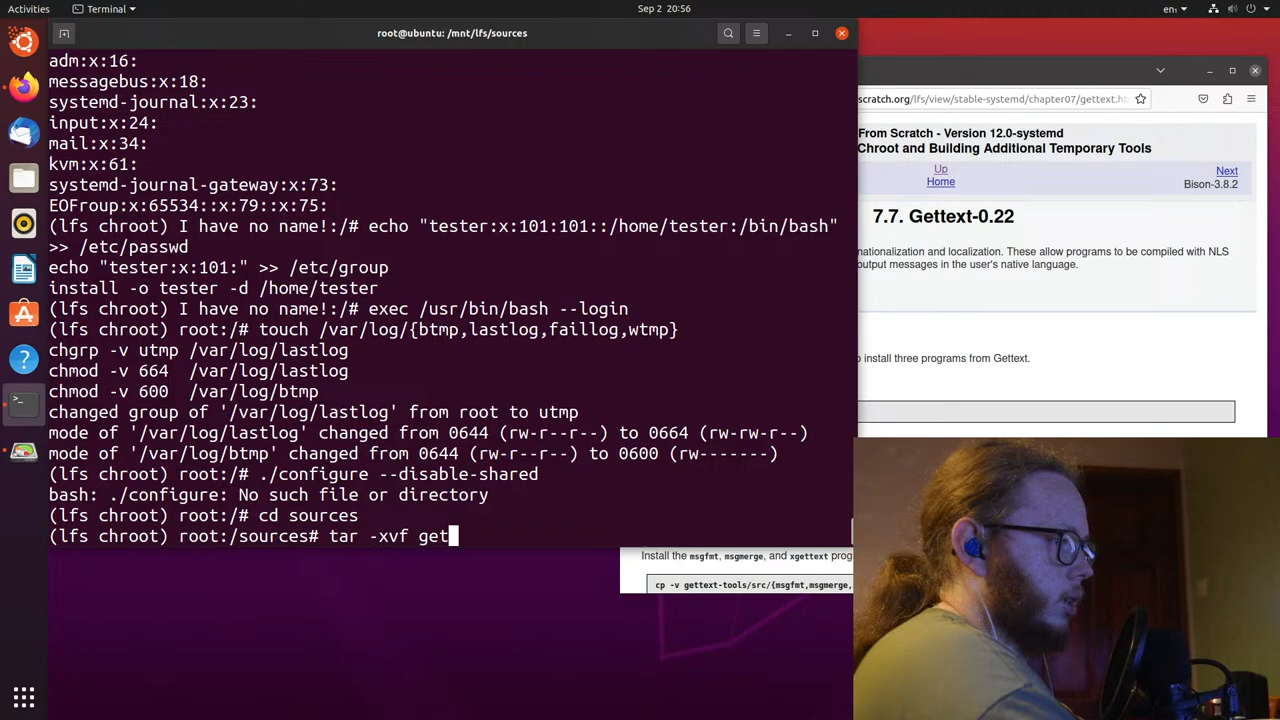 Activities
Terminal
Sep 2 20:56
en
root@ubuntu: /mnt/lfs/sources
adm:x:16:
messagebus:x:18:
systemd-journal:x:23:
input:x:24:
mail:x:34:
kvm:x:61:
systemd-journal-gateway:x:73:
EOFroup:x:65534::x:79::x:75:
(lfs chroot) I have no name!:/# echo "tester:x:101:101::/home/tester:/bin/bash"
>> /etc/passwd
echo "tester:x:101:" >> /etc/group
install -o tester -d /home/tester
(lfs chroot) I have no name!:/# exec /usr/bin/bash --login
(lfs chroot) root:/# touch /var/log/{btmp,lastlog,faillog,wtmp}
chgrp -v utmp /var/log/lastlog
chmod -v 664  /var/log/lastlog
chmod -v 600  /var/log/btmp
changed group of '/var/log/lastlog' from root to utmp
mode of '/var/log/lastlog' changed from 0644 (rw-r--r--) to 0664 (rw-rw-r--)
mode of '/var/log/btmp' changed from 0644 (rw-r--r--) to 0600 (rw-------)
(lfs chroot) root:/# ./configure --disable-shared
bash: ./configure: No such file or directory
(lfs chroot) root:/# cd sources
(lfs chroot) root:/sources# tar -xvf get
scratch.org/lfs/view/stable-systemd/chapter07/gettext.ht
From Scratch - Version 12.0-systemd
Chroot and Building Additional Temporary Tools
Up
Home
Next
Bison-3.8.2
7.7. Gettext-0.22
nationalization and localization. These allow programs to be compiled with NLS
output messages in the user's native language.
o install three programs from Gettext.
Install the msgfmt, msgmerge, and xgettext prog
cp -v gettext-tools/src/{msgfmt,msgmerge,